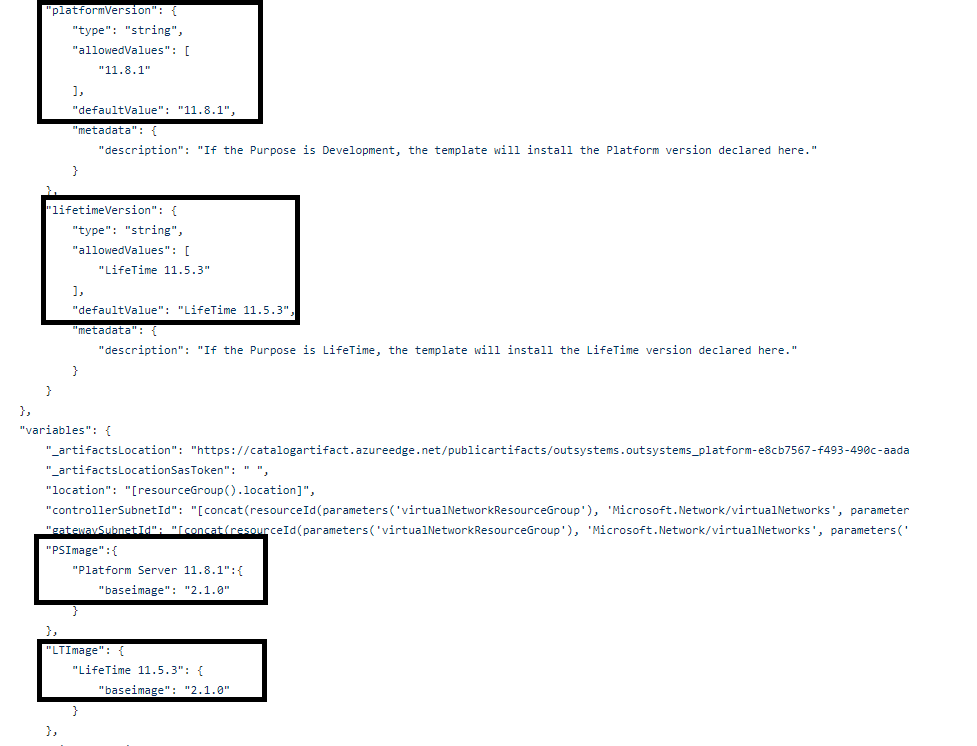 "platformVersion": {
"type": "string",
"allowedValues": [
"11.8.1"
],
"defaultValue": "11.8.1",
"metadata": {
"description": "If the Purpose is Development, the template will install the Platform version declared here."
}
},
"lifetimeVersion": {
"type": "string",
"allowedValues": [
"LifeTime 11.5.3"
],
"defaultValue": "LifeTime 11.5.3",
"metadata": {
"description": "If the Purpose is LifeTime, the template will install the LifeTime version declared here."
}
}
},
"variables": {
"_artifactsLocation": "https://catalogartifact.azureedge.net/publicartifacts/outsystems.outsystems_platform-e8cb7567-f493-490c-aada
"_artifactsLocationSasToken": " ",
"location": "[resourceGroup().location]",
"controllerSubnetId": "[concat(resourceId(parameters('virtualNetworkResourceGroup'), 'Microsoft.Network/virtualNetworks', parameter
"gatewaySubnetId": "[concat(resourceId(parameters('virtualNetworkResourceGroup'), 'Microsoft.Network/virtualNetworks', parameters('
"PSImage":{
"Platform Server 11.8.1":{
"baseimage": "2.1.0"
}
},
"LTImage": {
"LifeTime 11.5.3": {
"baseimage": "2.1.0"
}
},